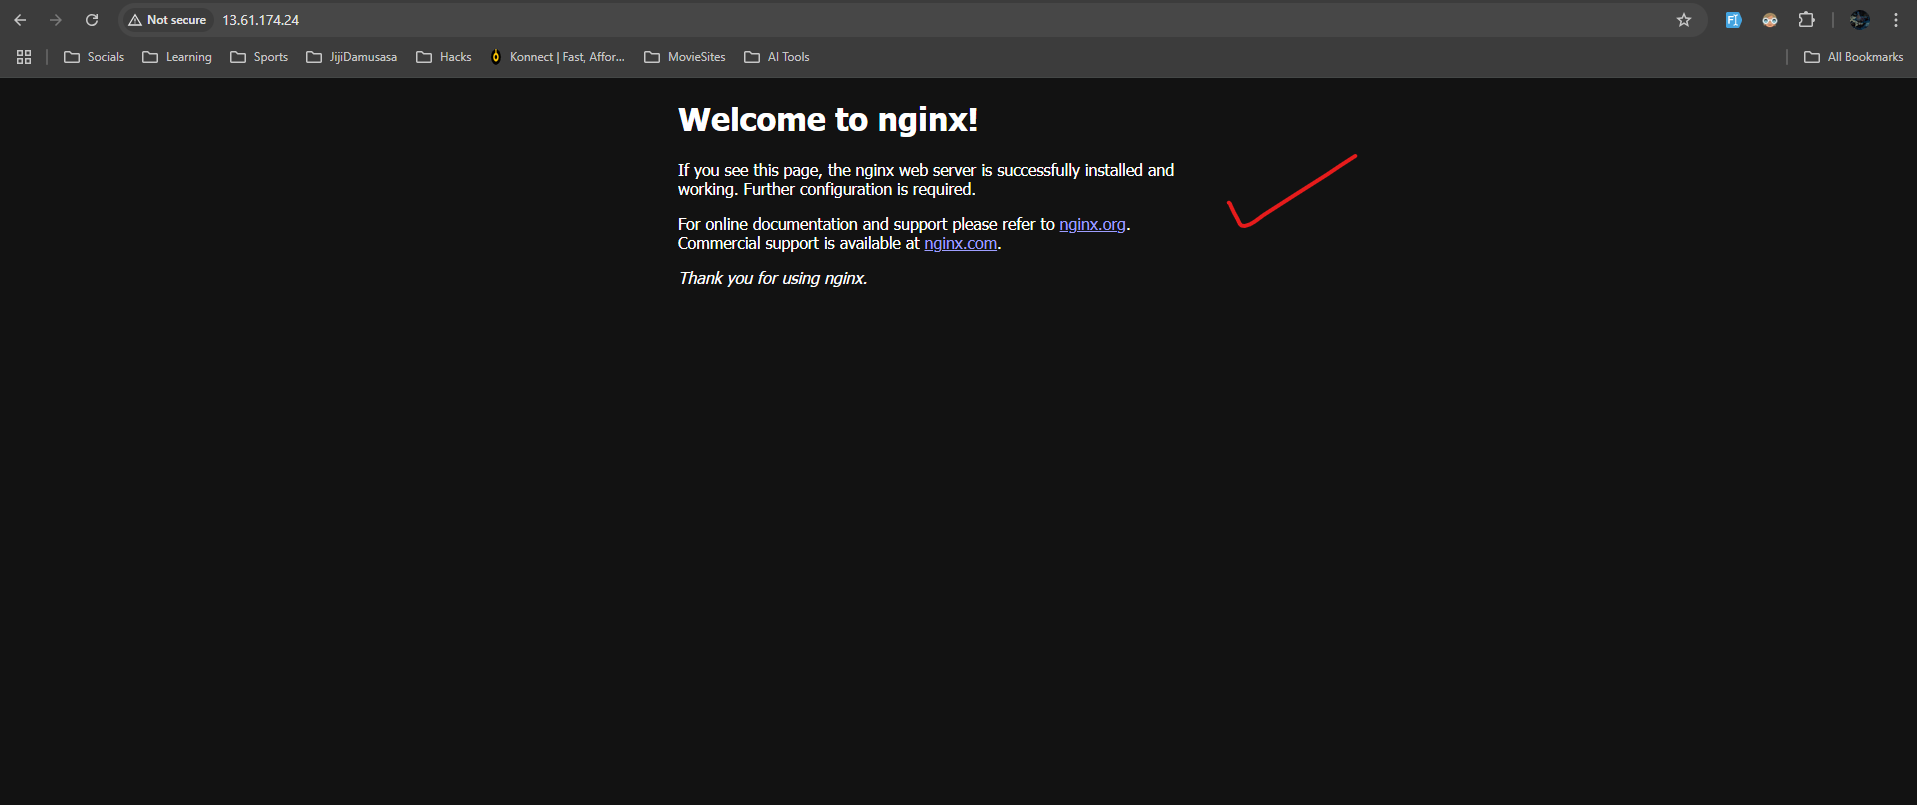 Not secure 13.61.174.24
Socials Learning Sports JijiDamusasa Hacks Konnect | Fast, Affor... MovieSites AI Tools All Bookmarks
Welcome to nginx!
If you see this page, the nginx web server is successfully installed and
working. Further configuration is required.
For online documentation and support please refer to nginx.org.
Commercial support is available at nginx.com.
Thank you for using nginx.